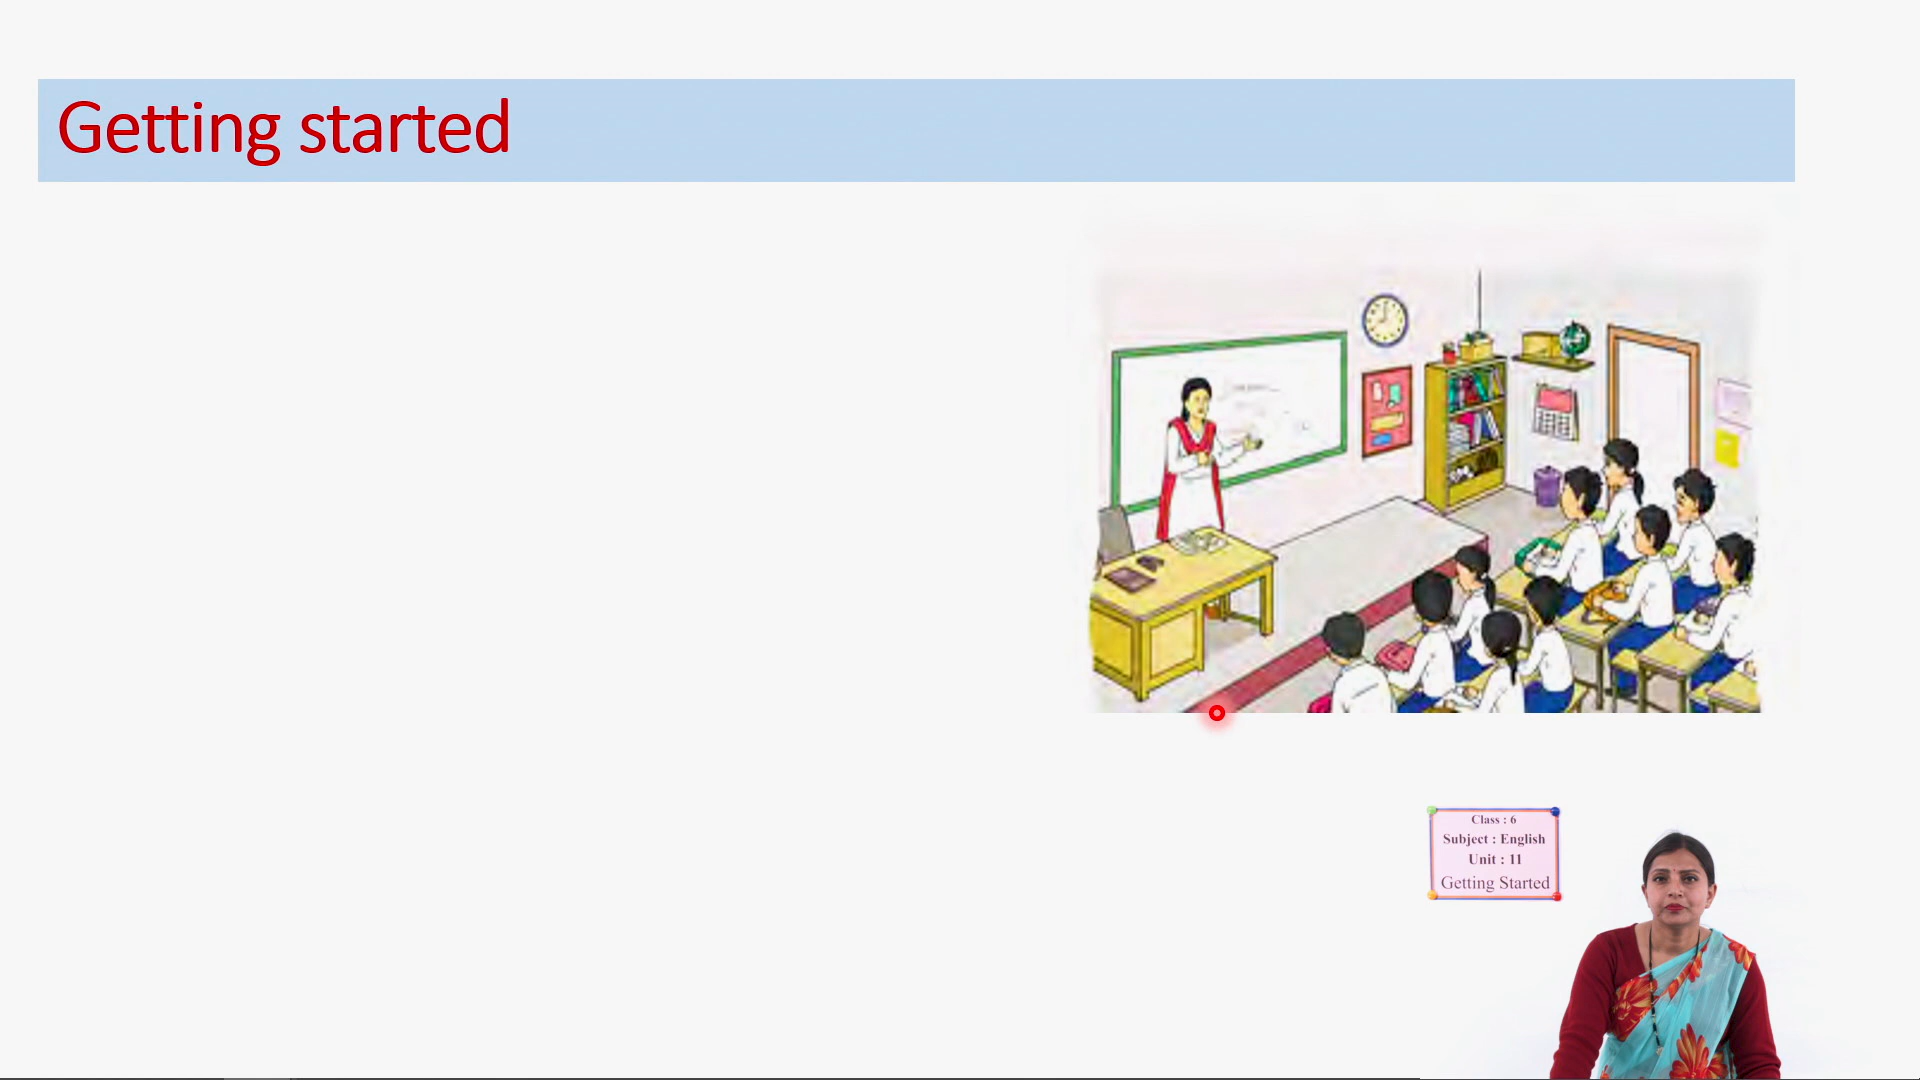 Getting started
Class : 6
Subject : English
Unit : 11
Getting Started